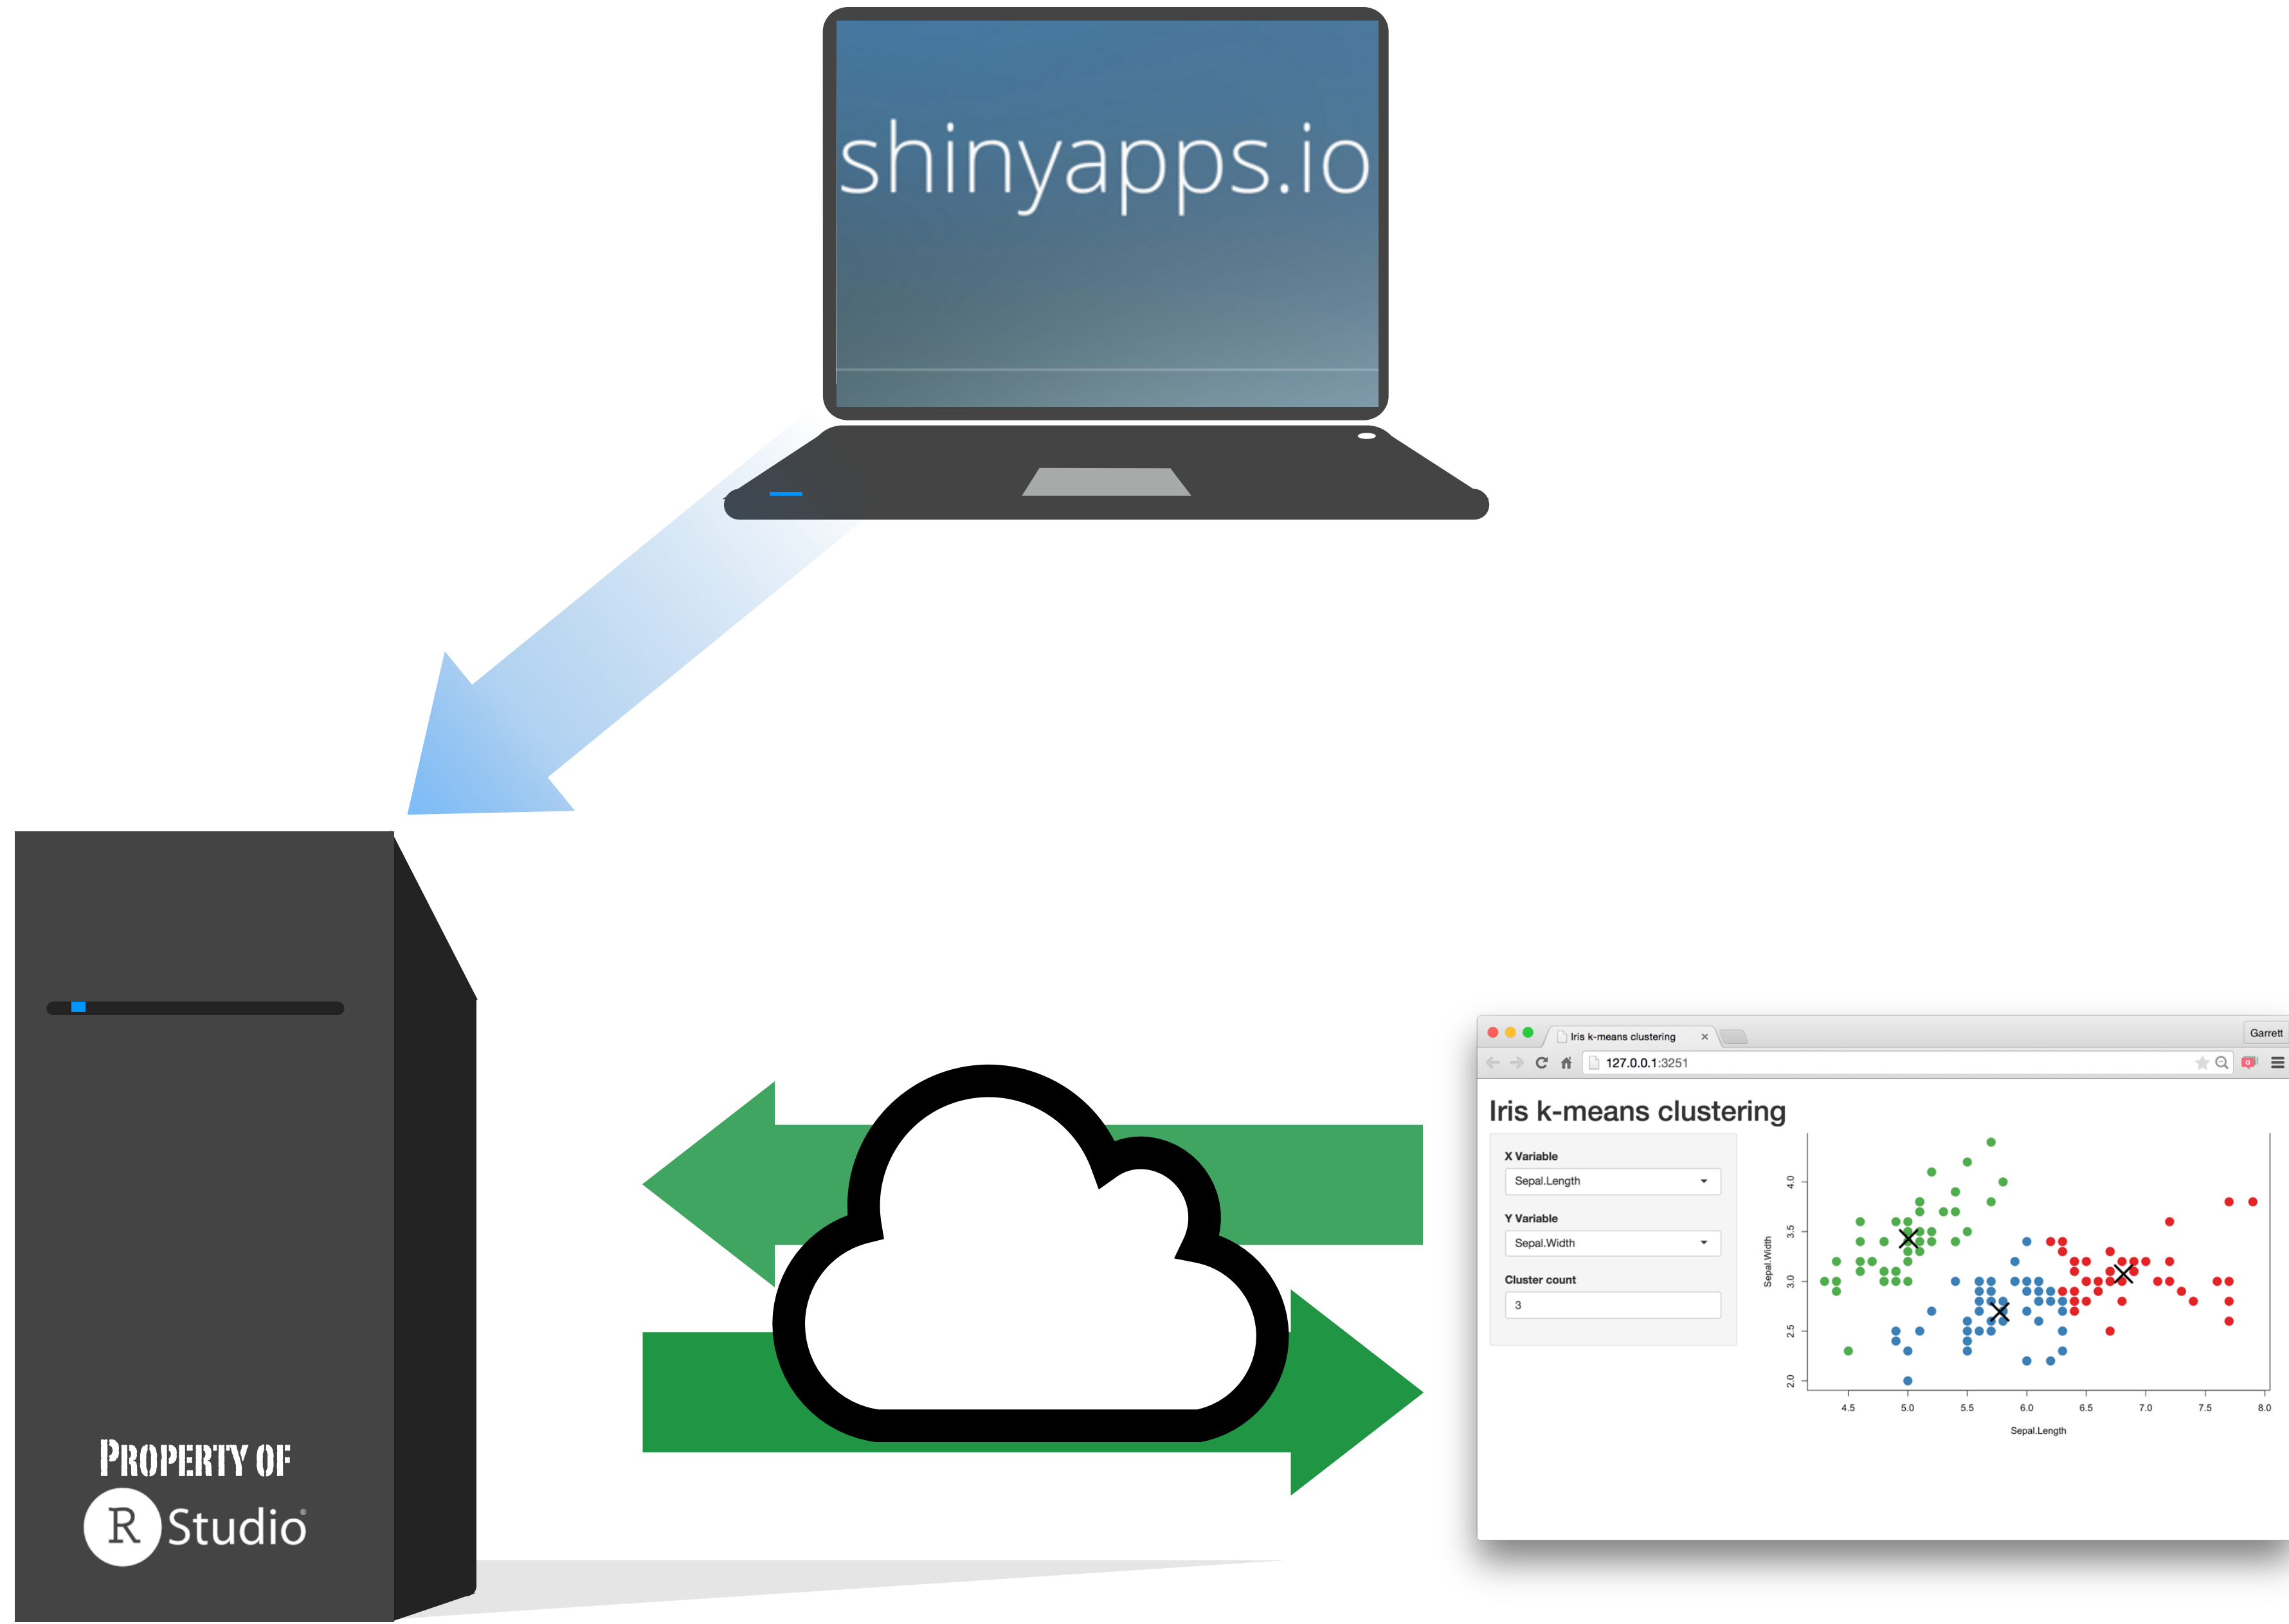 shinyapps.io
PROPERTY OF
R Studio®
Iris k-means clustering
Garrett
127.0.0.1:3251
Iris k-means clustering
X Variable
Sepal.Length
Y Variable
Sepal.Width
Cluster count
3
Sepal.Width
4.0
3.5
3.0
2.5
2.0
4.5 5.0 5.5 6.0 6.5 7.0 7.5 8.0
Sepal.Length